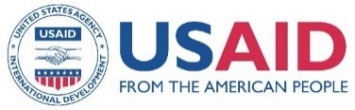 UNITED STATES AGENCY
USAID
INTERNATIONAL DEVELOPMENT
USAID
FROM THE AMERICAN PEOPLE